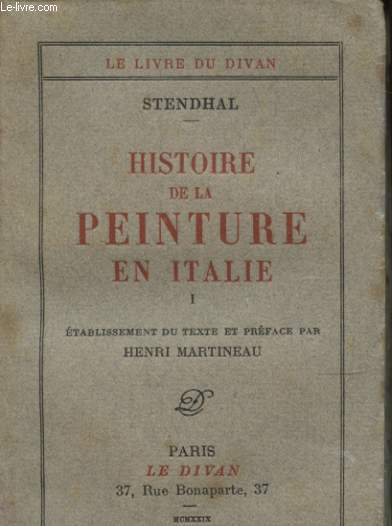 Le-livre.com
LE LIVRE DU DIVAN
STENDHAL
HISTOIRE
DE LA
PEINTURE
EN ITALIE
I
ÉTABLISSEMENT DU TEXTE ET PRÉFACE PAR
HENRI MARTINEAU
D
PARIS
LE DIVAN
37, Rue Bonaparte, 37
MCMXXIX